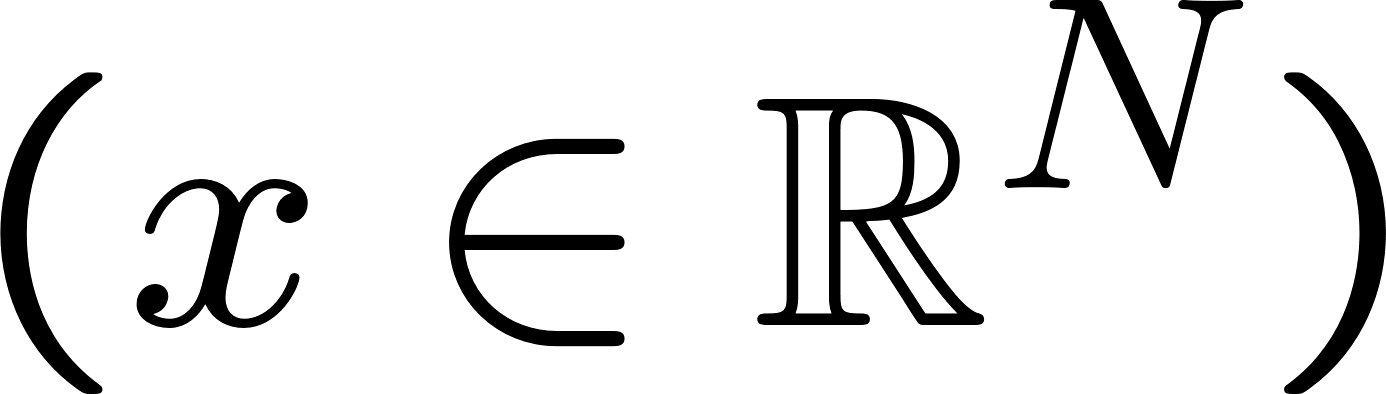 (x ∈ ℝ^N)